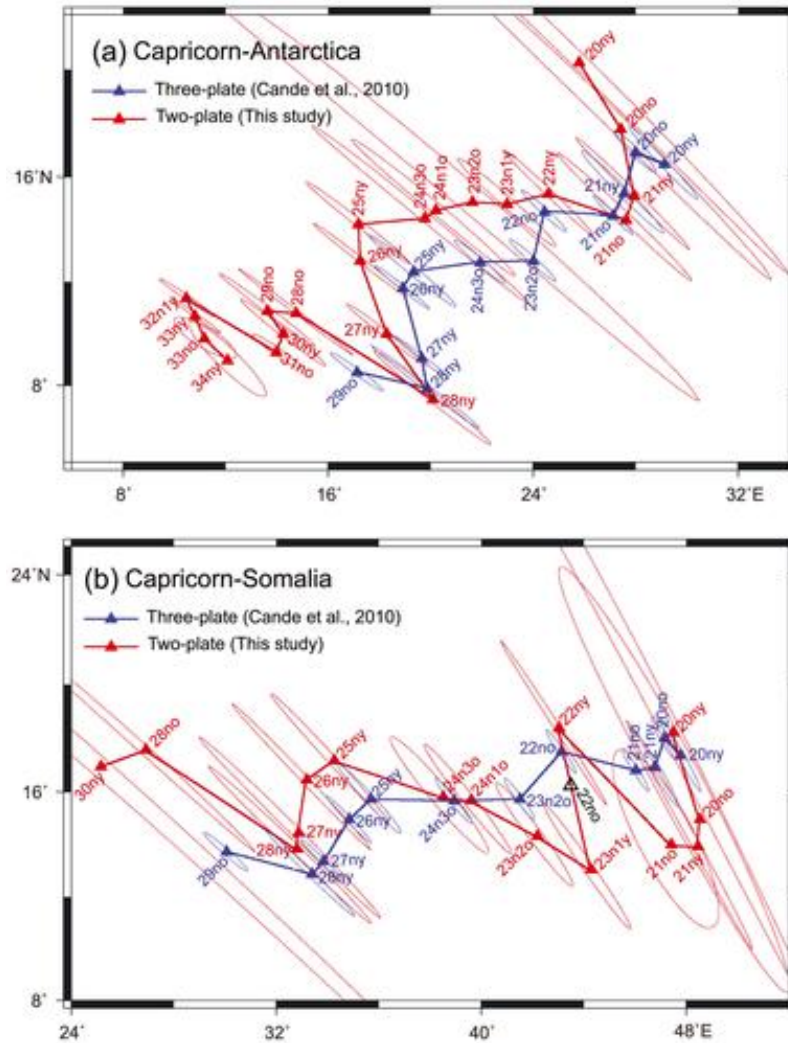 (a) Capricorn-Antarctica
Three-plate (Cande et al., 2010)
Two-plate (This study)
20ny
20no
20no
20ny
21ny
21ny
21no
21no
22ny
22no
23n1y
23n2o
24n1o
24n3o
25ny
26ny
25ny
26ny
24n3o
23n2o
27ny
27ny
28ny
28ny
29no
29no
28no
30ny
31no
32n1y
33ny
33no
34ny
16˚N
8˚
8˚
16˚
24˚
32˚E
(b) Capricorn-Somalia
Three-plate (Cande et al., 2010)
Two-plate (This study)
24˚N
16˚
8˚
30ny
28no
25ny
26ny
27ny
28ny
29no
28ny
27ny
26ny
25ny
24n3o
24n3o
24n1o
23n2o
23n2o
23n1y
22ny
22no
22no
21no
21ny
20no
20ny
20ny
20no
21no
21ny
24˚
32˚
40˚
48˚E